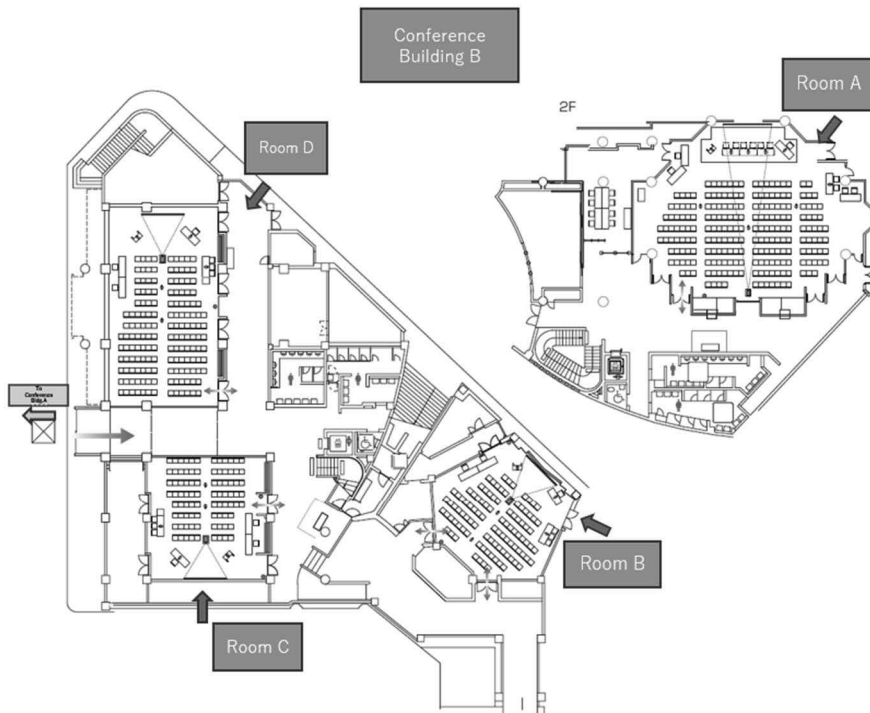 Conference
Building B
Room A
2F
Room D
To
Conference
Bldg.A
Room B
Room C